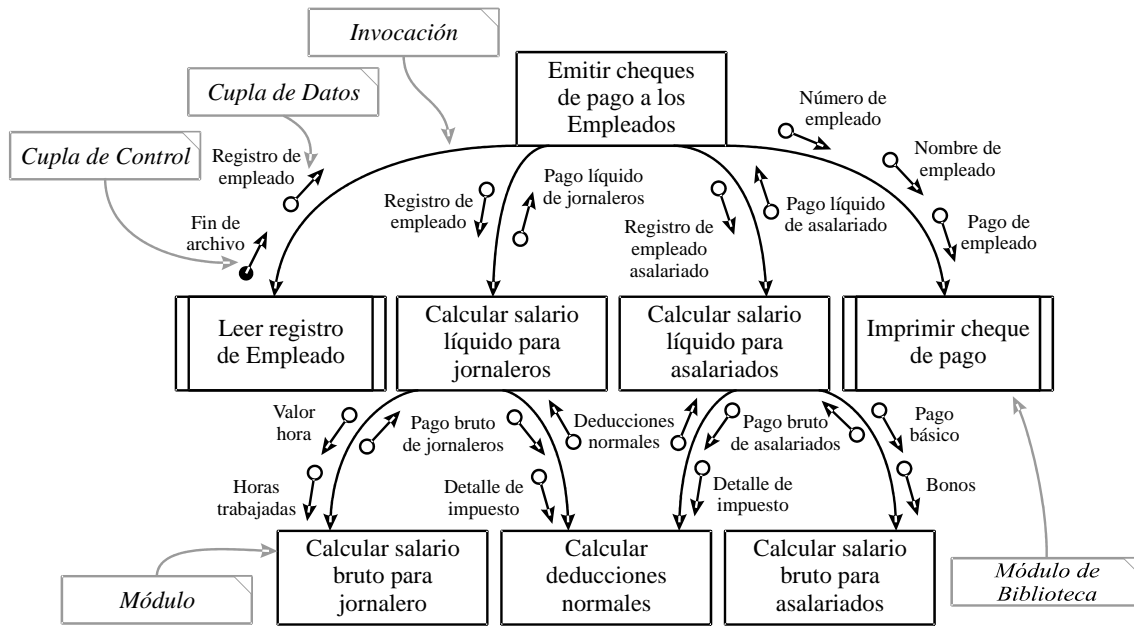 Invocación
Cupla de Datos
Cupla de Control
Emitir cheques
de pago a los
Empleados
Número de
empleado
Nombre de
empleado
Pago de
empleado
Registro de
empleado
Fin de
archivo
Registro de
empleado
Pago líquido
de jornaleros
Registro de
empleado
asalariado
Pago líquido
de asalariado
Leer registro
de Empleado
Calcular salario
líquido para
jornaleros
Calcular salario
líquido para
asalariados
Imprimir cheque
de pago
Valor
hora
Pago bruto
de jornaleros
Deducciones
normales
Pago bruto
de asalariados
Pago
básico
Horas
trabajadas
Detalle de
impuesto
Detalle de
impuesto
Bonos
Calcular salario
bruto para
jornalero
Calcular
deducciones
normales
Calcular salario
bruto para
asalariados
Módulo
Módulo de
Biblioteca